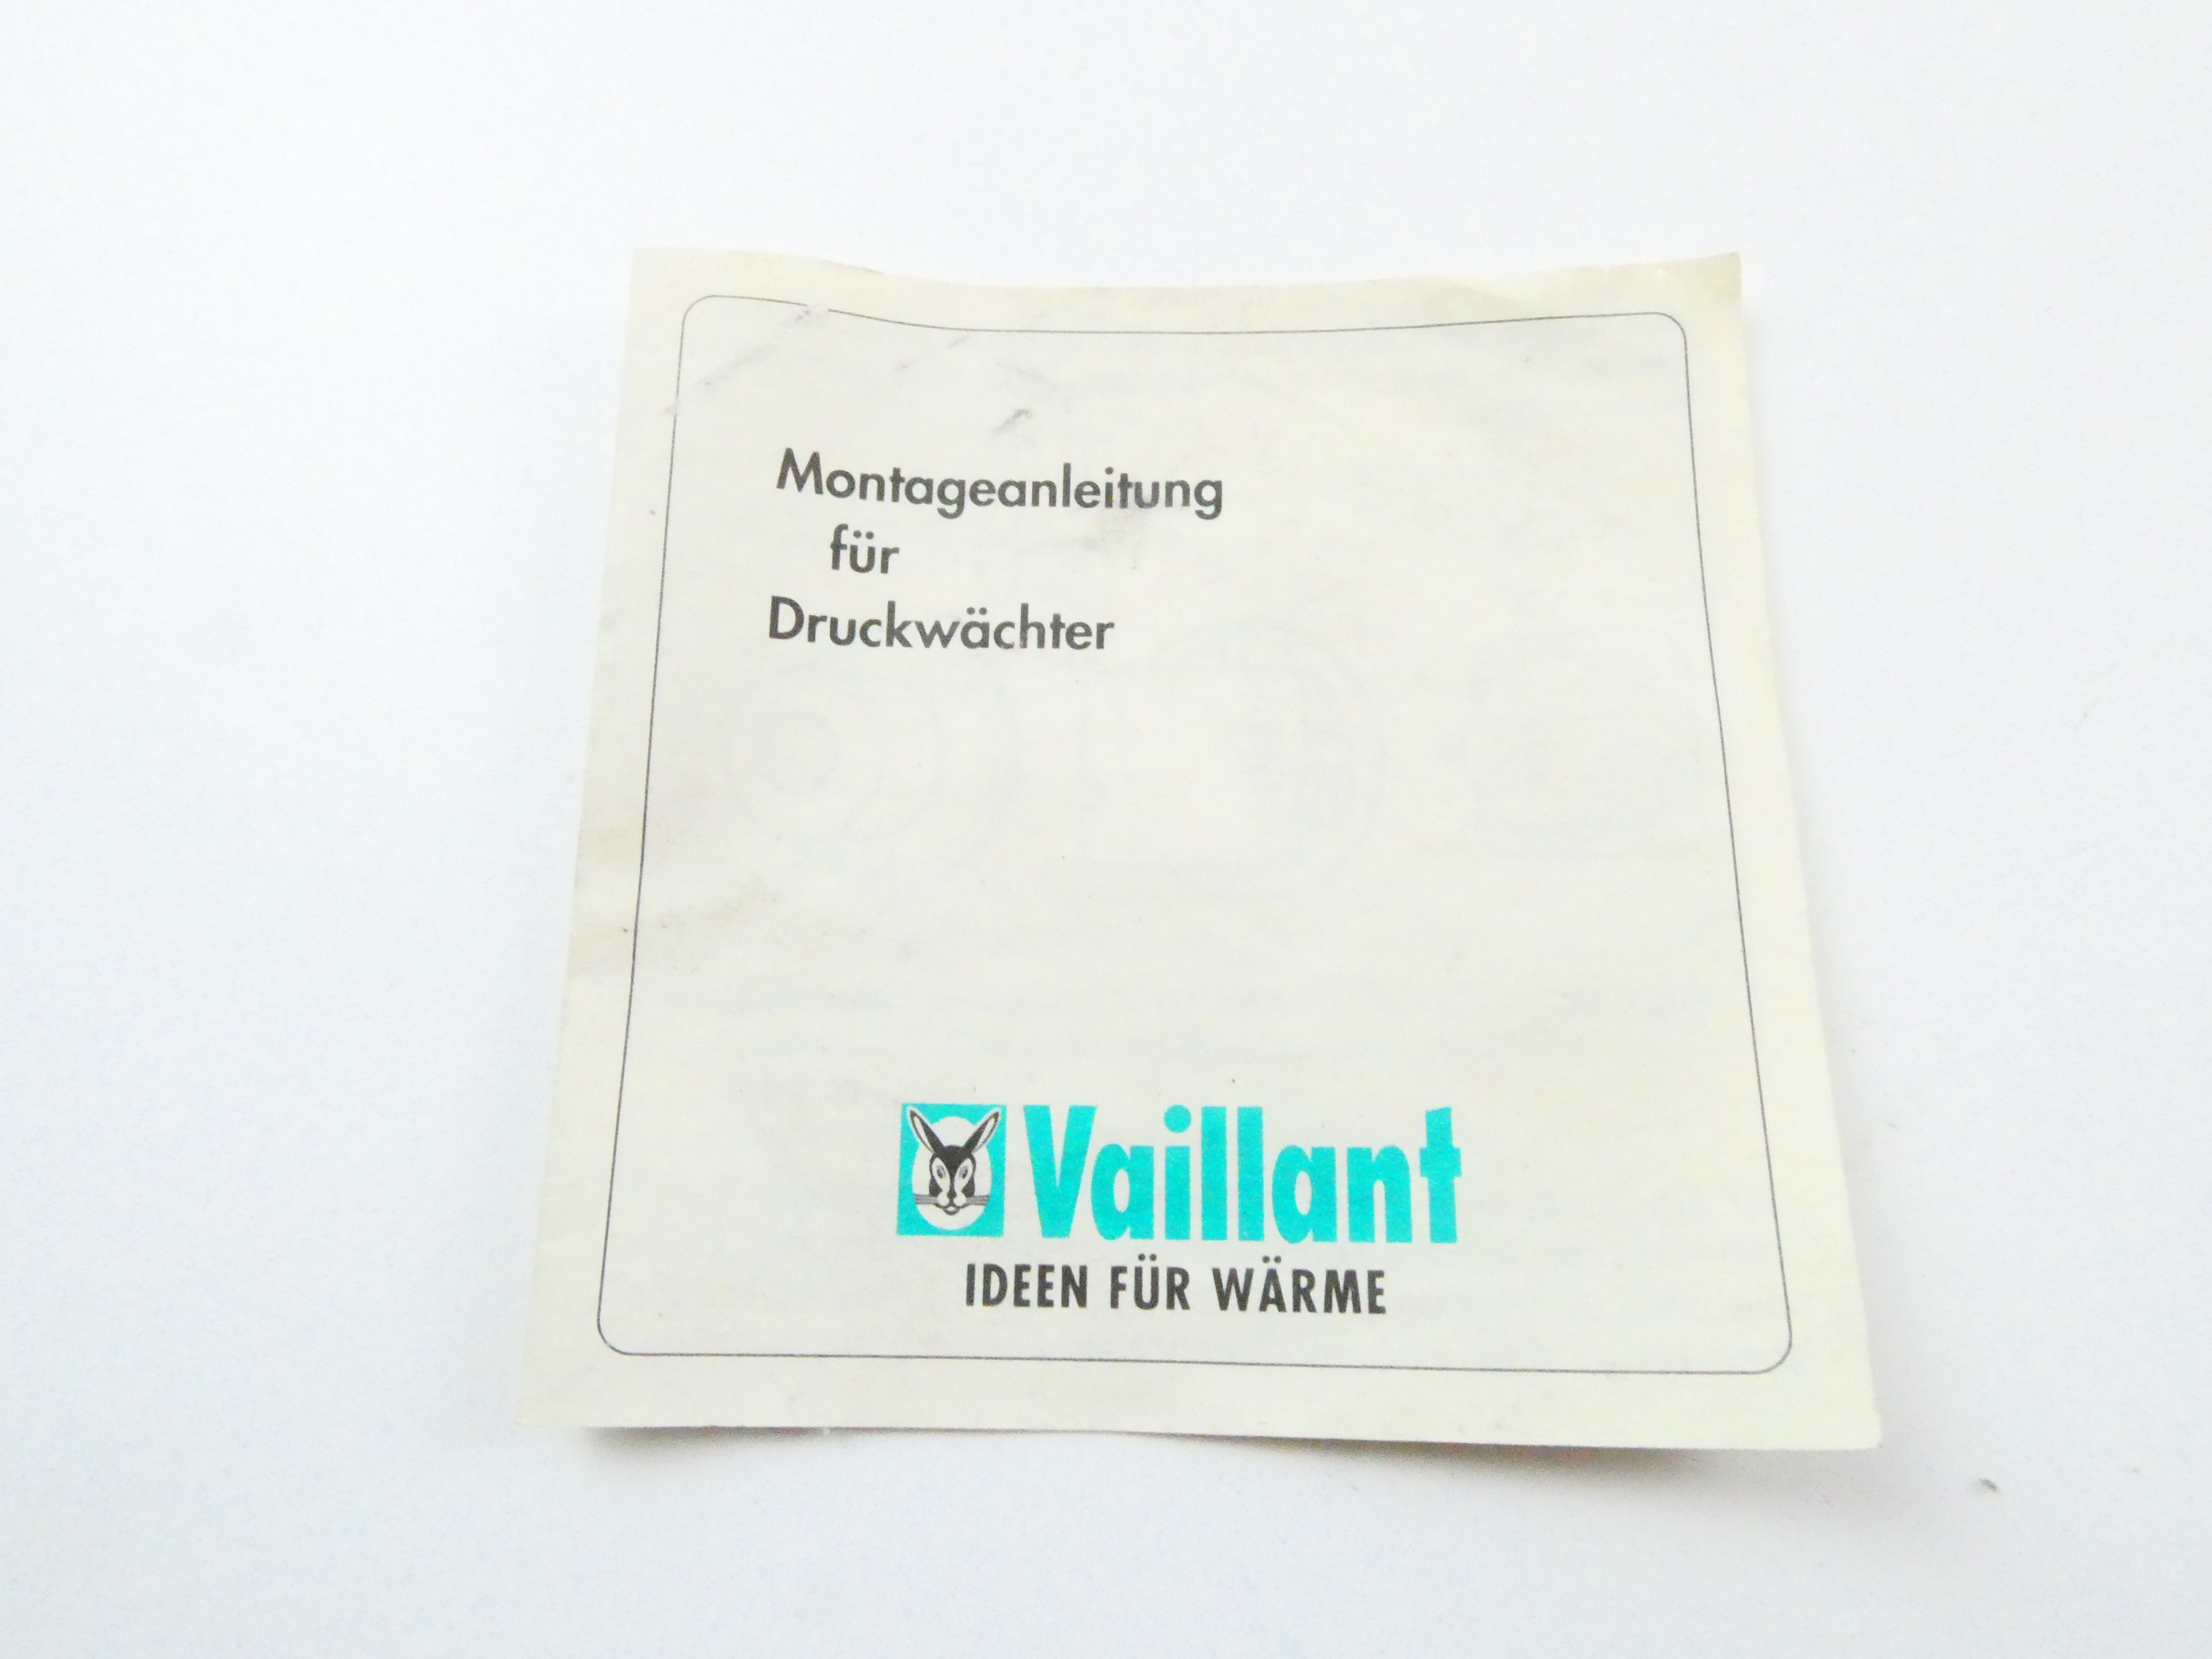 Montageanleitung
für
Druckwächter
Vaillant
IDEEN FÜR WÄRME